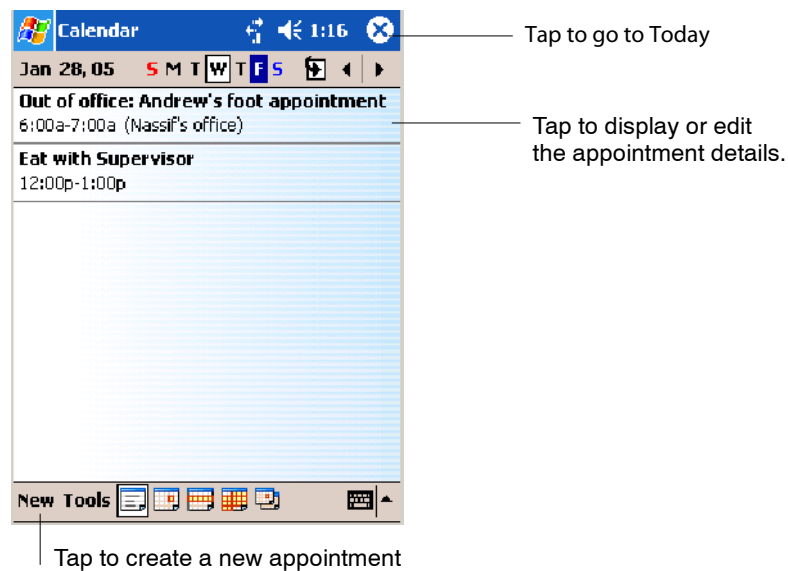 Calendar 1:16
Tap to go to Today
Jan 28, 05 S M T W T F S
Out of office: Andrew's foot appointment
6:00a-7:00a (Nassif's office)
Tap to display or edit
the appointment details.
Eat with Supervisor
12:00p-1:00p
New Tools
Tap to create a new appointment